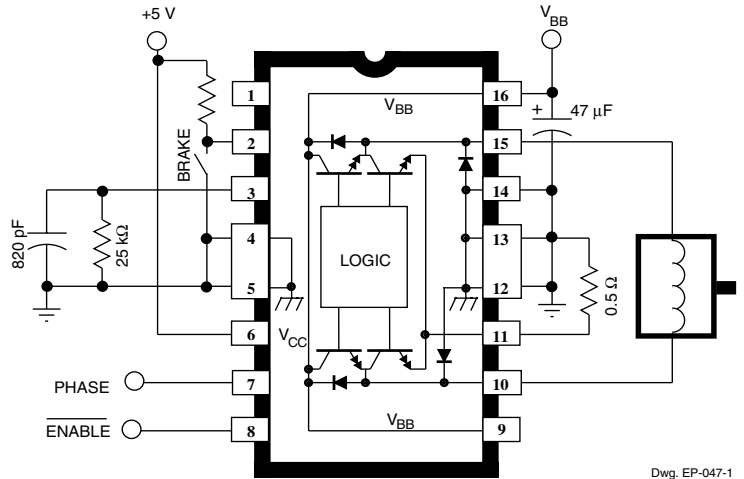 +5 V
V
BB
1
16
V
BB
+
47 µF
2
15
BRAKE
3
14
820 pF
25 kΩ
4
13
LOGIC
5
12
0.5 Ω
6
V
CC
11
PHASE
7
10
ENABLE
8
V
BB
9
Dwg. EP-047-1